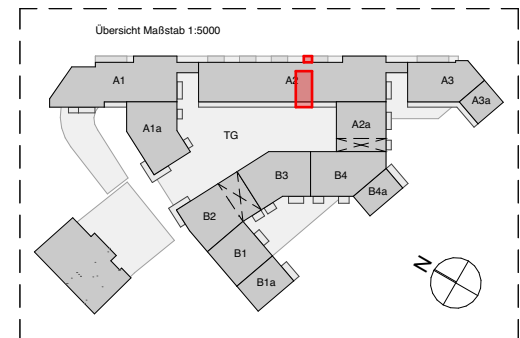 Übersicht Maßstab 1:5000
A1
A2
A3
A3a
A1a
TG
A2a
B3
B4
B4a
B2
B1
B1a
N